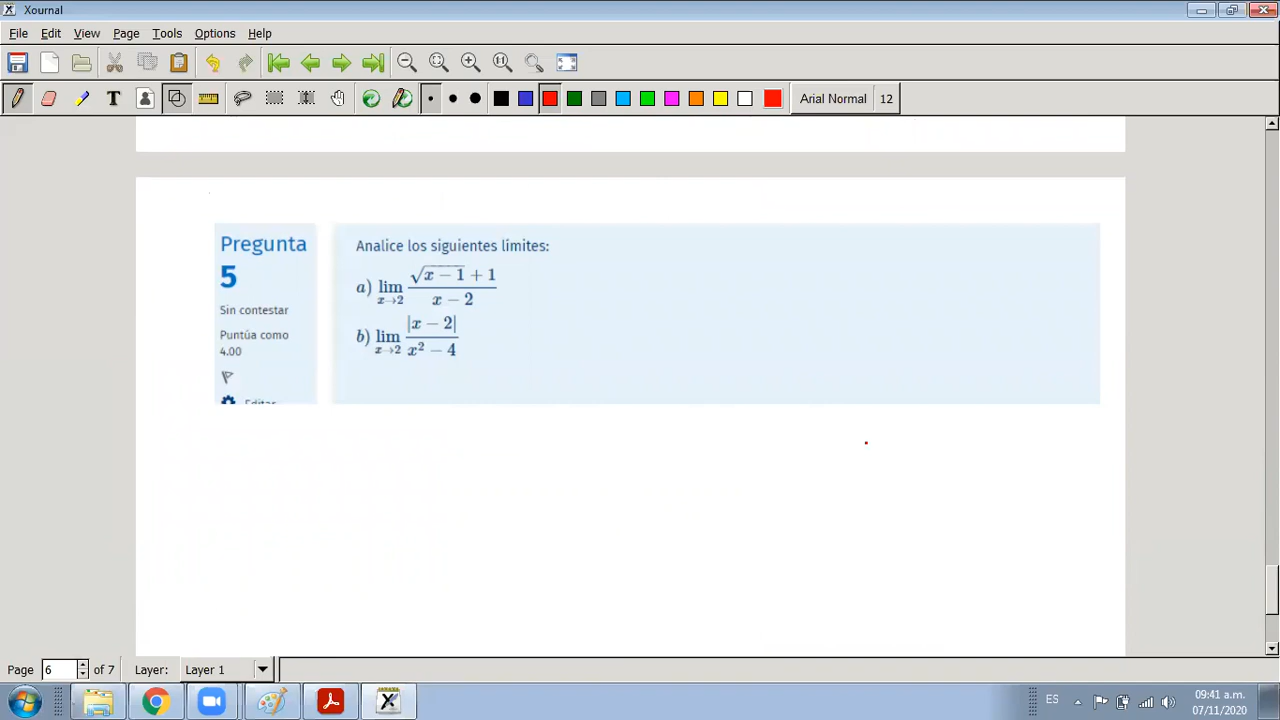 Xournal
File Edit View Page Tools Options Help
Arial Normal 12
Pregunta
5
Sin contestar
Puntúa como
4.00
Editar
Analice los siguientes límites:
a) lim x→2 (√(x − 1) + 1)/(x − 2)
b) lim x→2 |x − 2|/(x² − 4)
Page 6 of 7 Layer: Layer 1
ES
09:41 a.m.
07/11/2020